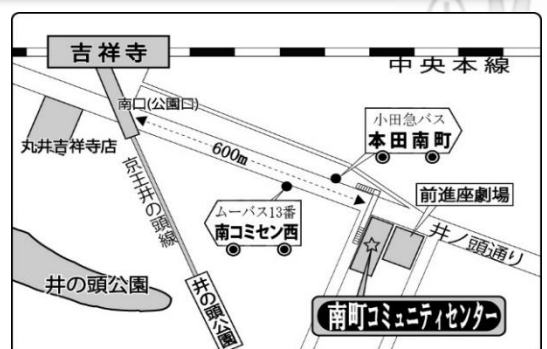 吉祥寺
中央本線
南口(公園口)
丸井吉祥寺店
京王井の頭線
600m
小田急バス
本田南町
ムーバス13番
南コミセン西
前進座劇場
井ノ頭通り
井の頭公園
井の頭公園
南町コミュニティセンター